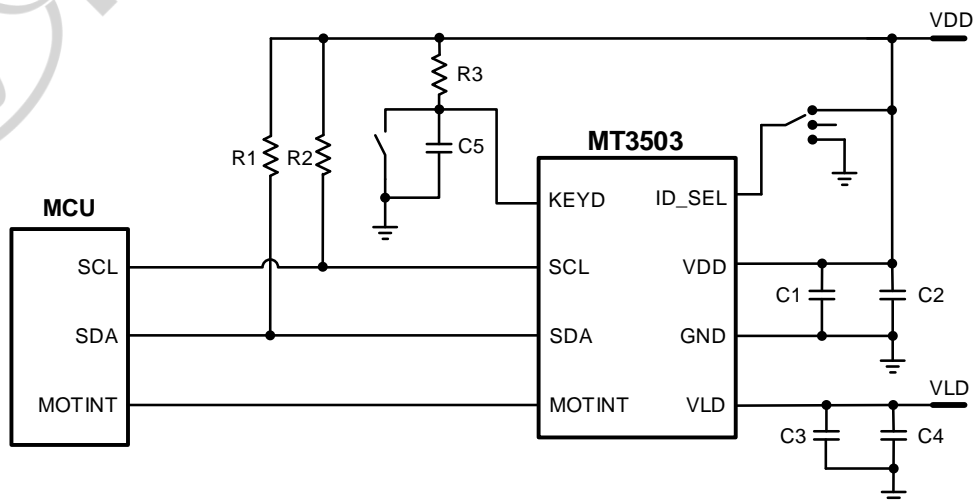 VDD
R3
R1
R2
C5
MT3503
MCU
KEYD
ID_SEL
SCL
SCL
VDD
C1
C2
SDA
SDA
GND
MOTINT
MOTINT
VLD
VLD
C3
C4